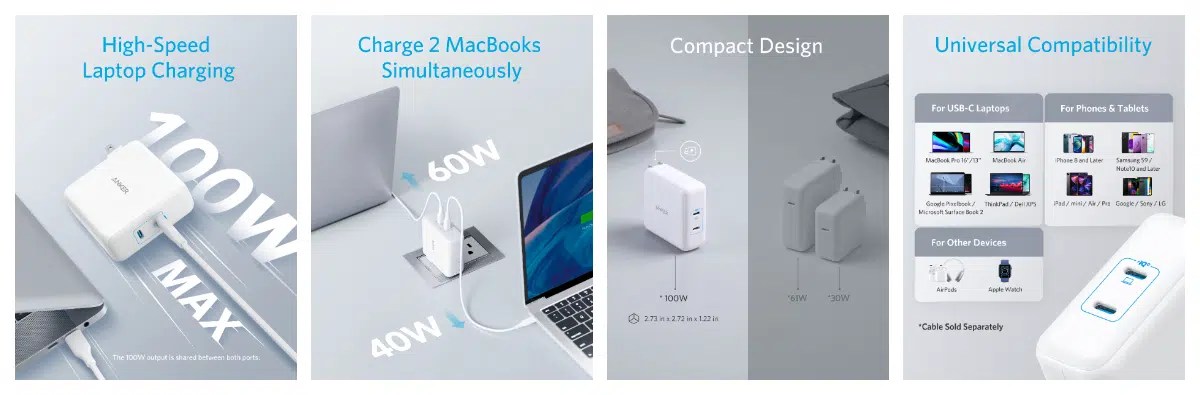 High-Speed
Laptop Charging
100W
ANKER
MAX
The 100W output is shared between both ports.
Charge 2 MacBooks
Simultaneously
60W
40W
Compact Design
ANKER
*100W
*61W
*30W
2.73 in x 2.72 in x 1.22 in
Universal Compatibility
For USB-C Laptops
MacBook Pro 16"/13"
MacBook Air
Google Pixelbook /
Microsoft Surface Book 2
ThinkPad / Dell XPS
For Phones & Tablets
iPhone 8 and Later
Samsung S9 /
Note10 and Later
iPad / mini / Air / Pro
Google / Sony / LG
For Other Devices
AirPods
Apple Watch
*Cable Sold Separately